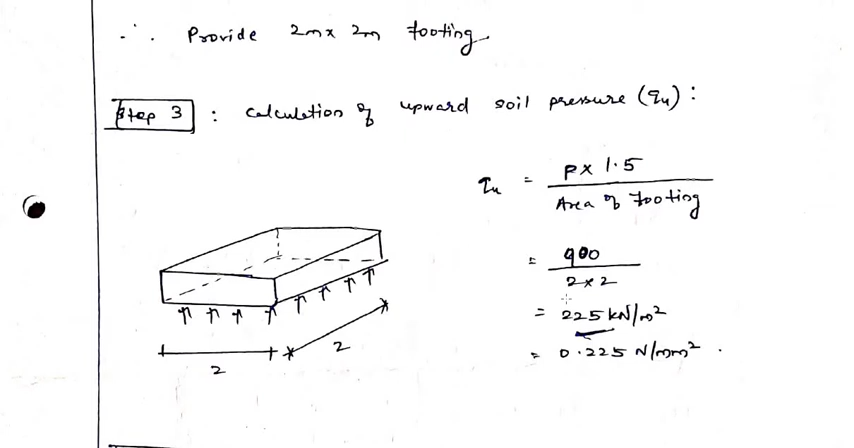 ∴ Provide 2m x 2m footing.
Step 3 : calculation of upward soil pressure (qu) :
qu = P x 1.5 / Area of footing
= 900 / 2 x 2
= 225 kN/m²
= 0.225 N/mm².
2
2